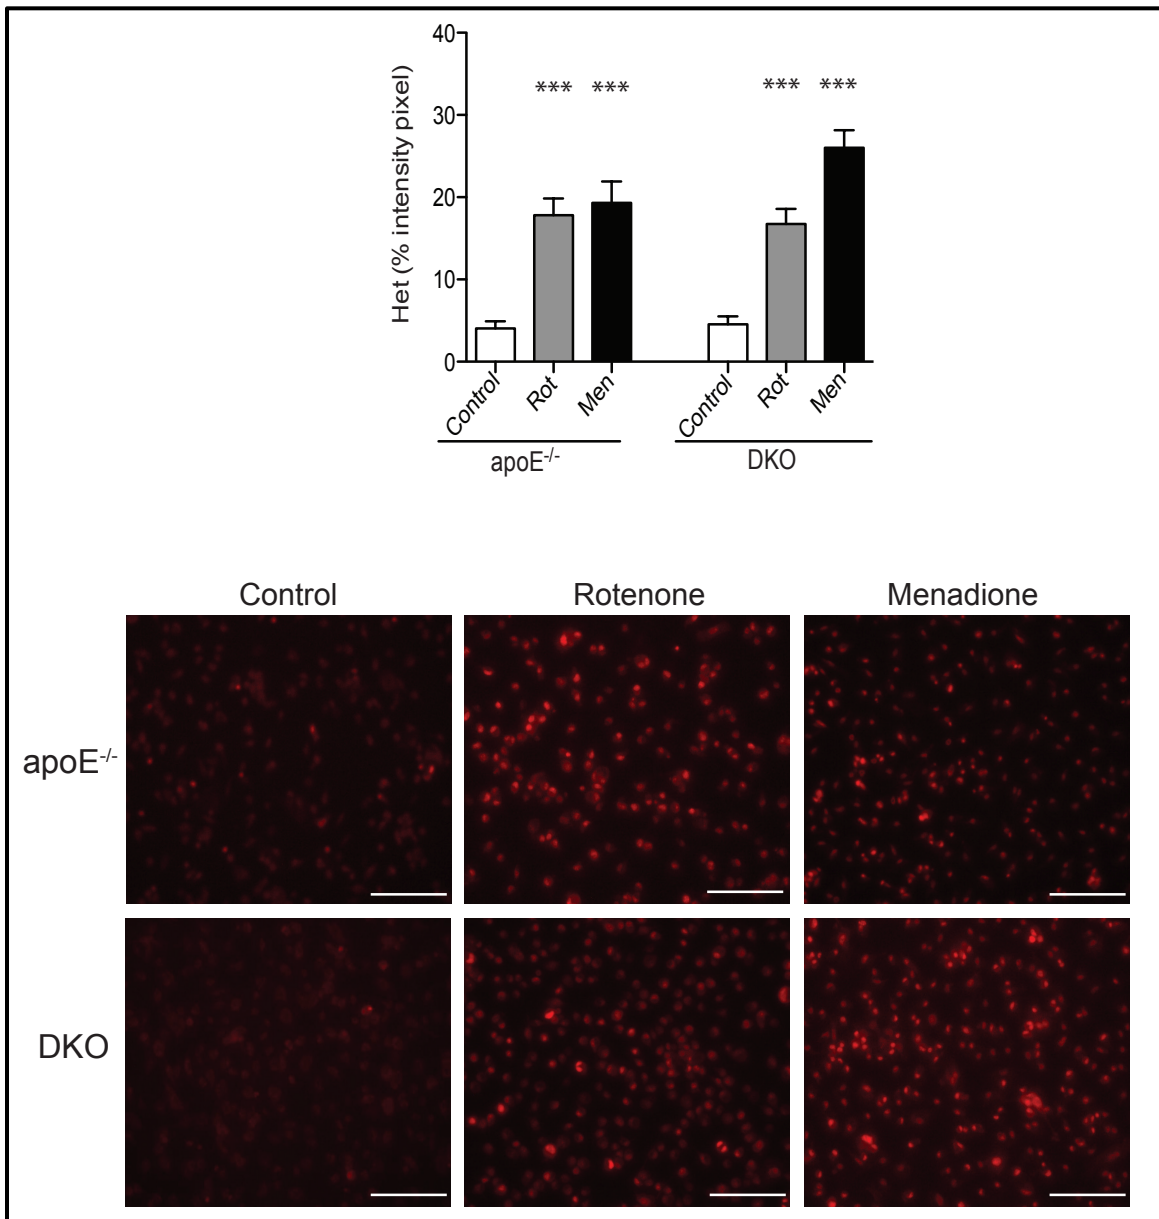 40
30
20
10
0
Het (% intensity pixel)
*** *** *** ***
Control Rot Men Control Rot Men
apoE-/- DKO
Control Rotenone Menadione
apoE-/-
DKO